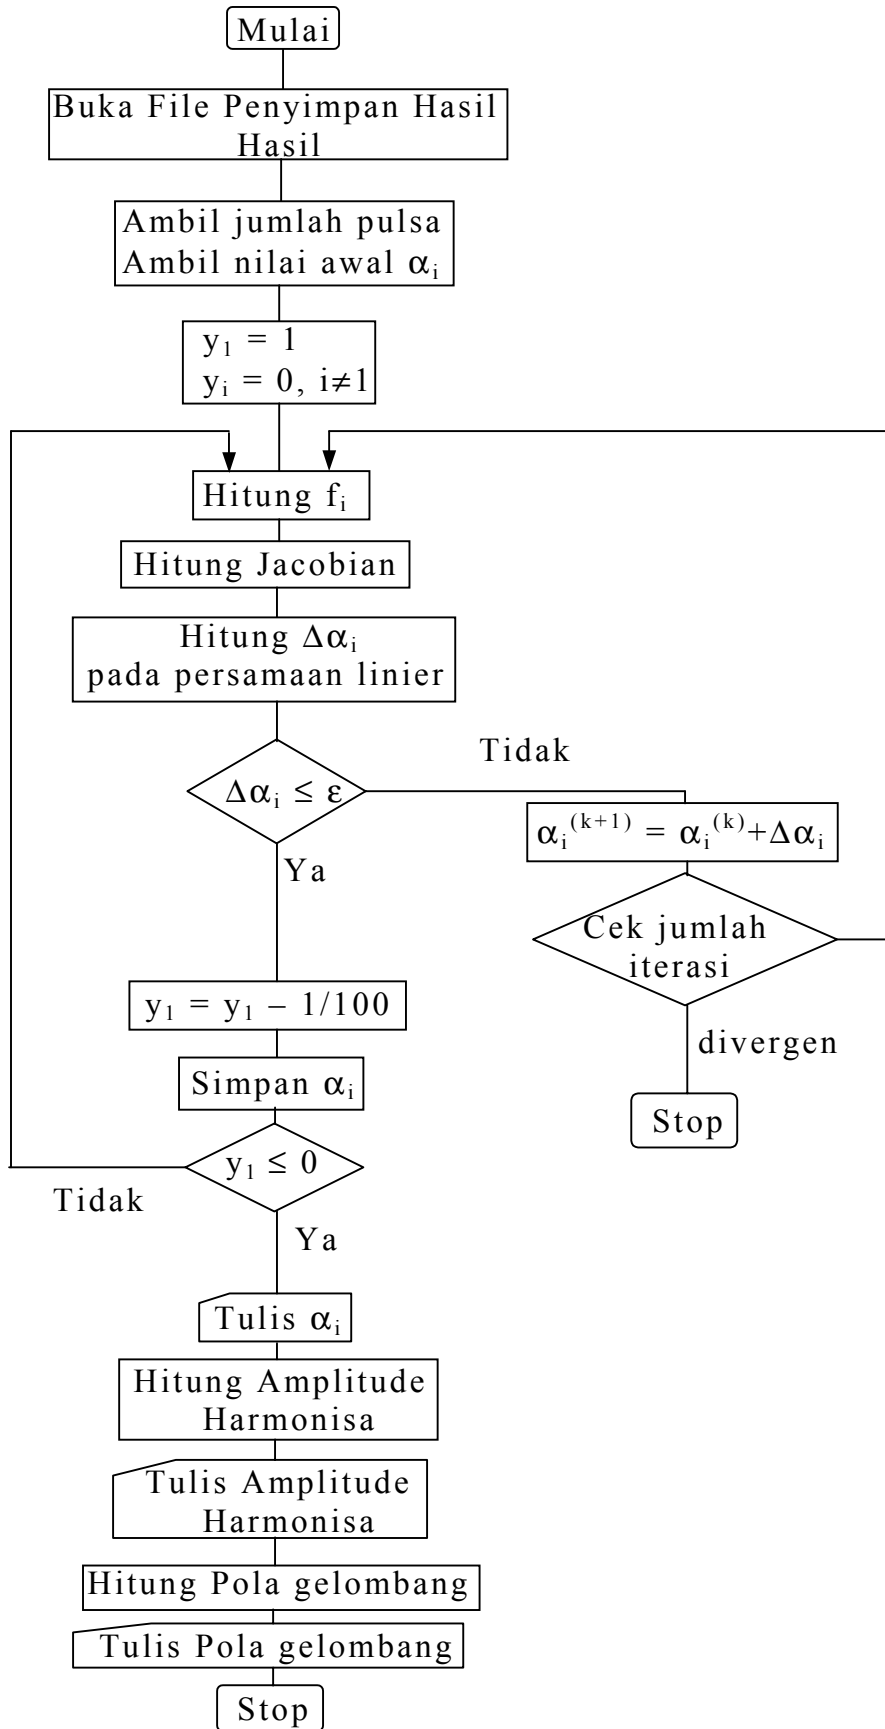 Mulai
Buka File Penyimpan Hasil
Hasil
Ambil jumlah pulsa
Ambil nilai awal αᵢ
y₁ = 1
yᵢ = 0, i≠1
Hitung fᵢ
Hitung Jacobian
Hitung Δαᵢ
pada persamaan linier
Tidak
Δαᵢ ≤ ε
αᵢ⁽ᵏ⁺¹⁾ = αᵢ⁽ᵏ⁾+Δαᵢ
Ya
Cek jumlah
iterasi
y₁ = y₁ – 1/100
divergen
Simpan αᵢ
Stop
y₁ ≤ 0
Tidak
Ya
Tulis αᵢ
Hitung Amplitude
Harmonisa
Tulis Amplitude
Harmonisa
Hitung Pola gelombang
Tulis Pola gelombang
Stop